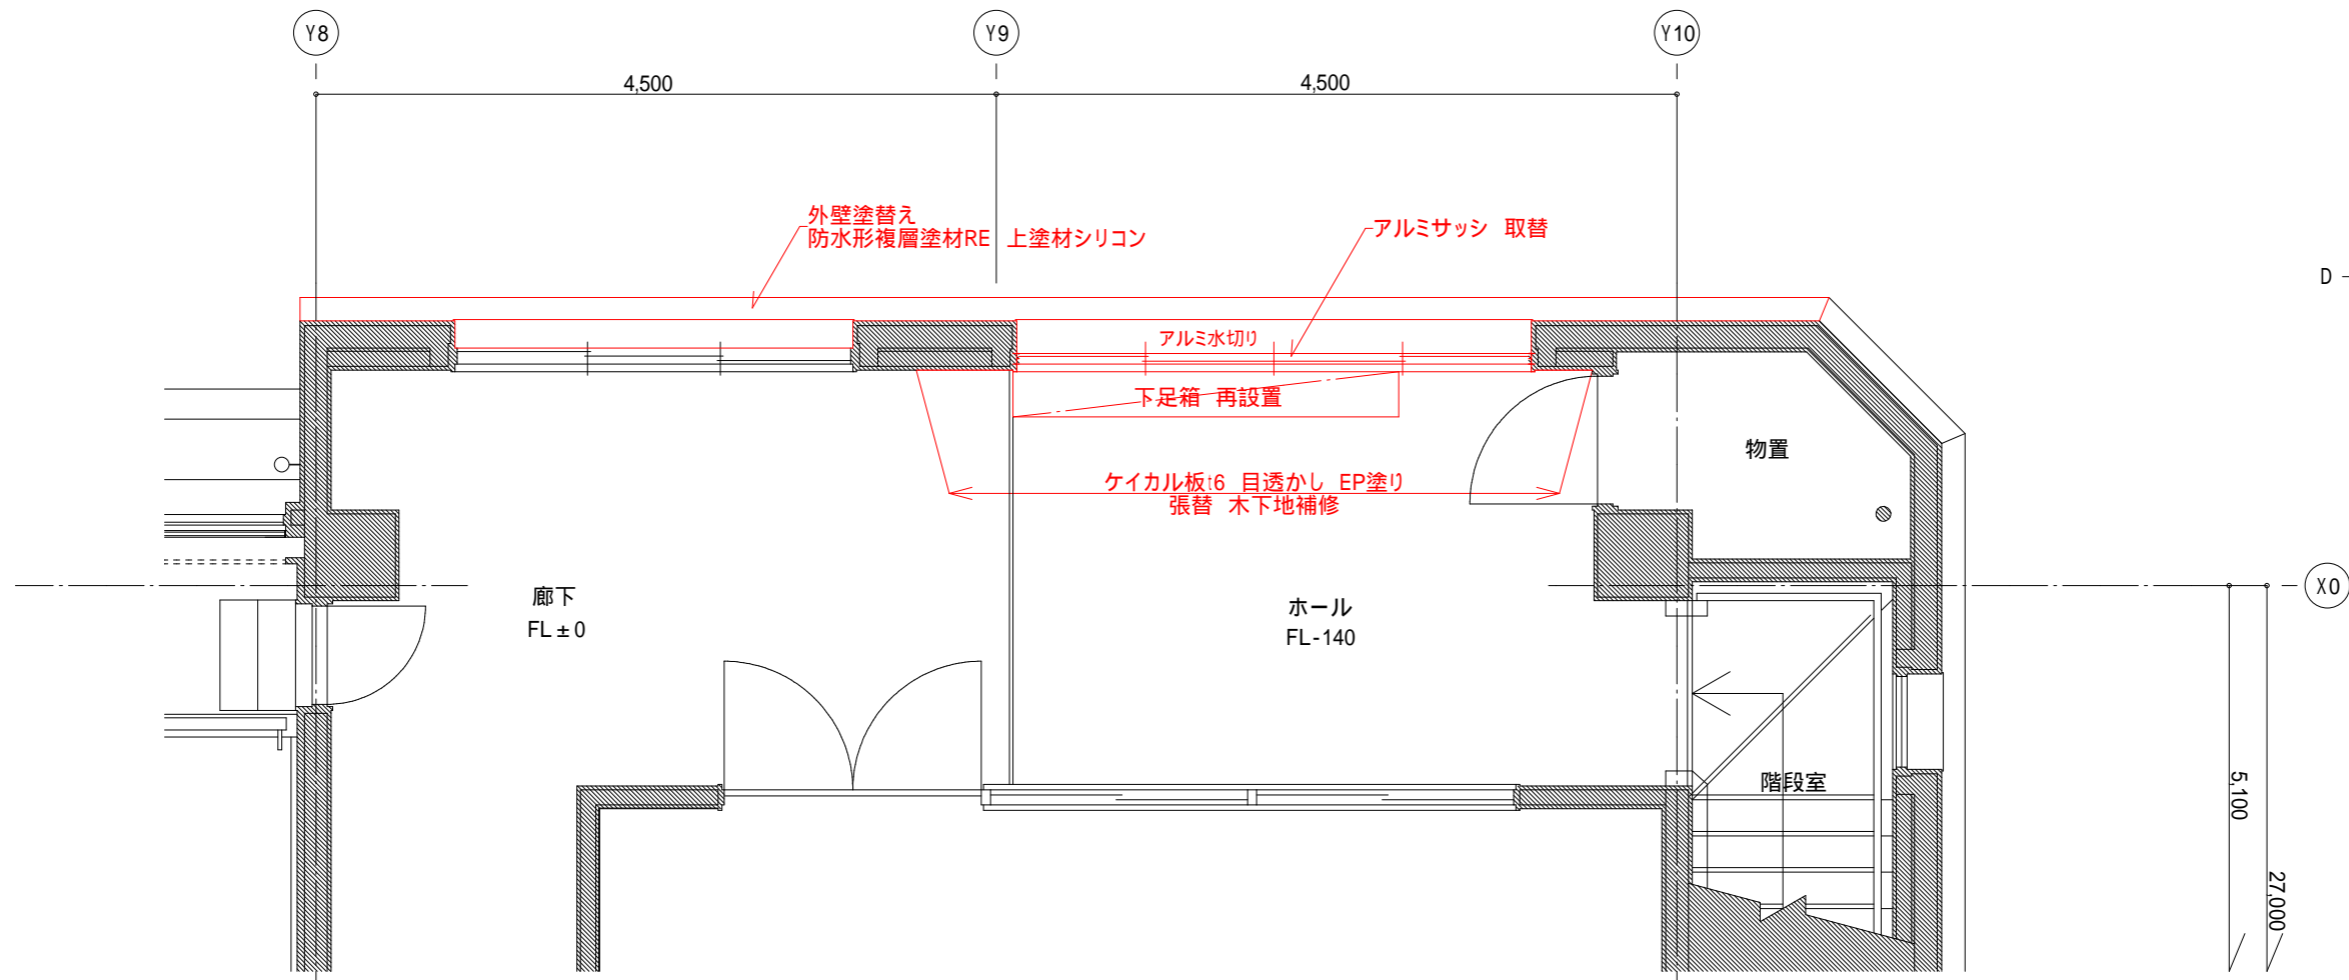 Y8
Y9
Y10
4,500
4,500
外壁塗替え
防水形複層塗材RE 上塗材シリコン
アルミサッシ 取替
D
アルミ水切り
下足箱 再設置
物置
ケイカル板t6 目透かし EP塗り
張替 木下地補修
X0
廊下
FL±0
ホール
FL-140
階段室
5,100
27,000